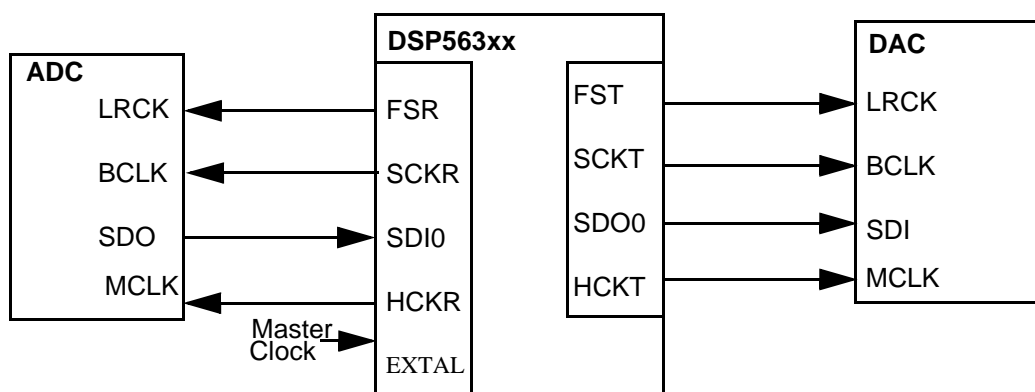 DSP563xx
ADC
DAC
LRCK
BCLK
SDO
MCLK
FSR
SCKR
SDI0
HCKR
EXTAL
Master
Clock
FST
SCKT
SDO0
HCKT
LRCK
BCLK
SDI
MCLK